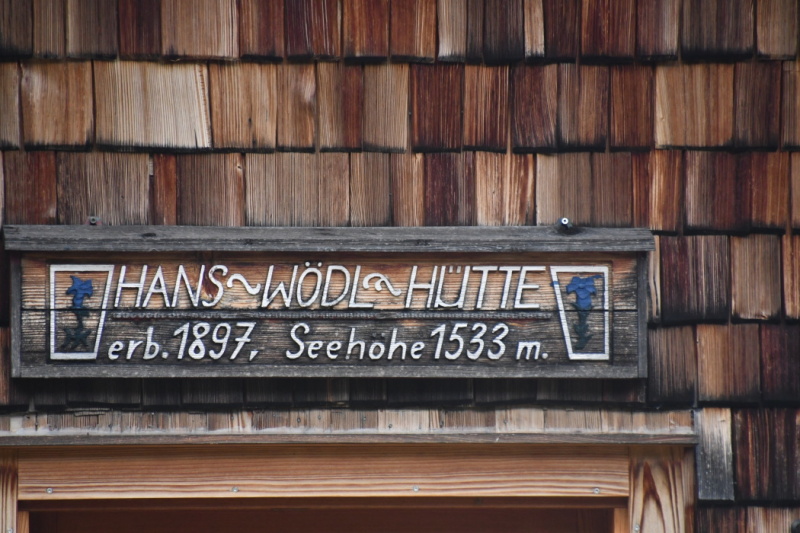 HANS~WÖDL~HÜTTE
erb. 1897, Seehöhe 1533 m.